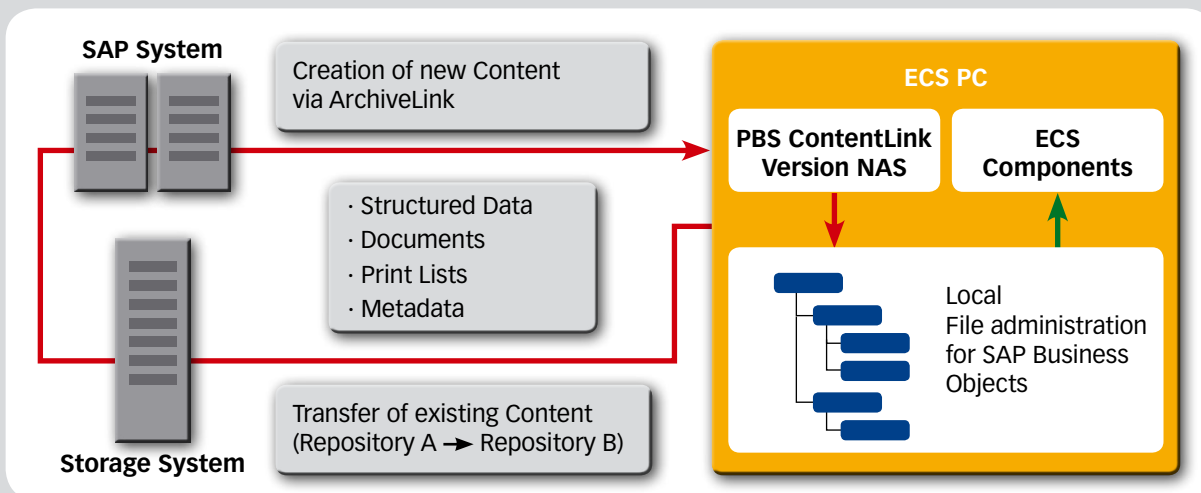 SAP System
Creation of new Content
via ArchiveLink
· Structured Data
· Documents
· Print Lists
· Metadata
Transfer of existing Content
(Repository A → Repository B)
Storage System
ECS PC
PBS ContentLink
Version NAS
ECS
Components
Local
File administration
for SAP Business
Objects